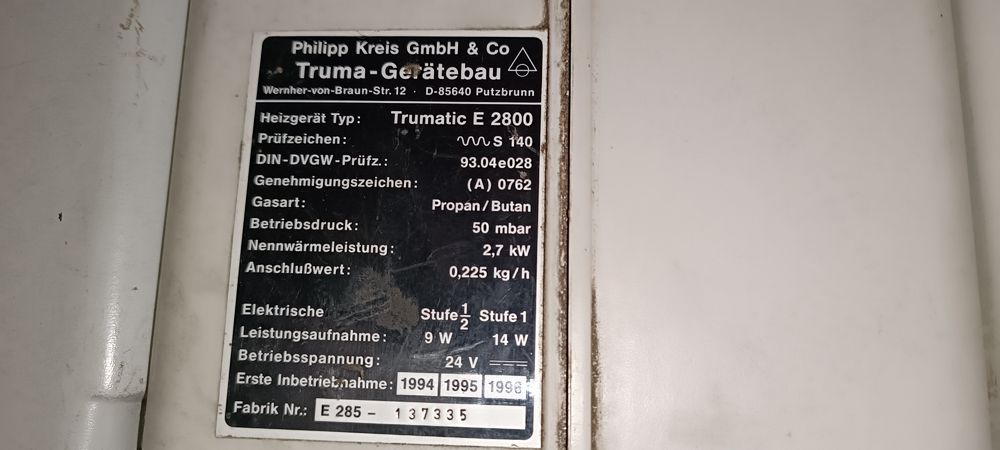 Philipp Kreis GmbH & Co
Truma-Gerätebau
Wernher-von-Braun-Str. 12 · D-85640 Putzbrunn
Heizgerät Typ: Trumatic E 2800
Prüfzeichen: S 140
DIN-DVGW-Prüfz.: 93.04e028
Genehmigungszeichen: (A) 0762
Gasart: Propan/Butan
Betriebsdruck: 50 mbar
Nennwärmeleistung: 2,7 kW
Anschlußwert: 0,225 kg/h
Elektrische Stufe 1/2 Stufe 1
Leistungsaufnahme: 9 W 14 W
Betriebsspannung: 24 V
Erste Inbetriebnahme: 1994 1995 1996
Fabrik Nr.: E 285 - 137335